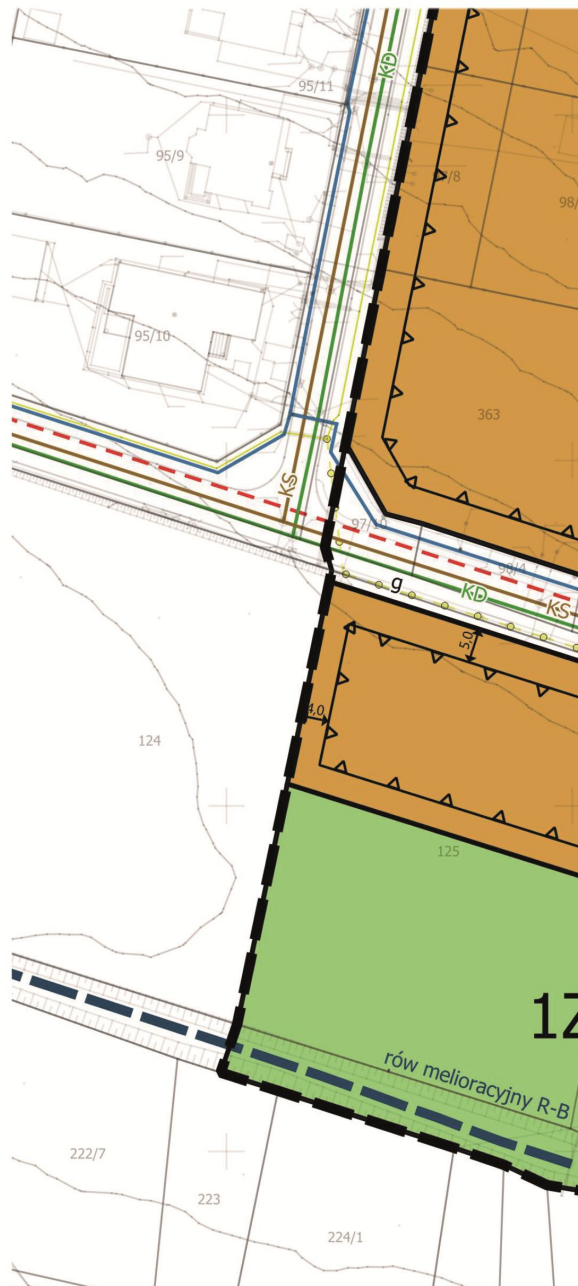 KD
95/11
95/9
/8
98/
95/10
363
KS
97/10
98/4
g
KD
KS
5,0
4,0
124
125
1Z
rów melioracyjny R-B
222/7
223
224/1